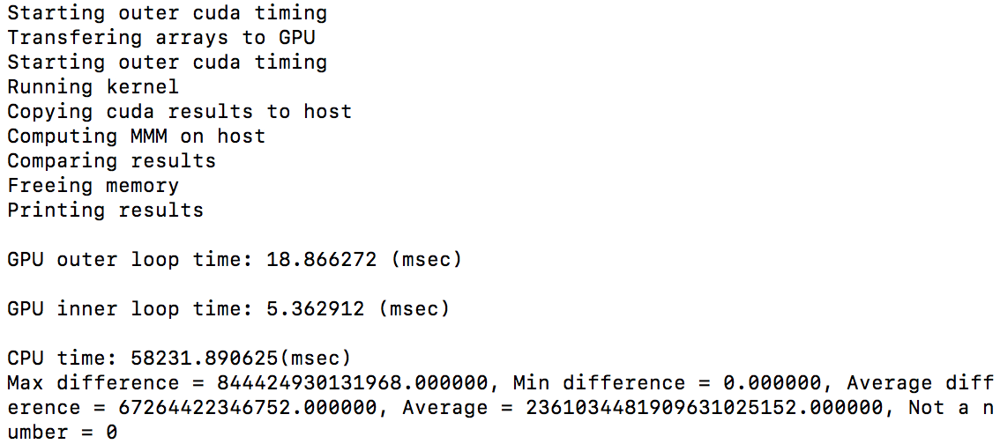 Starting outer cuda timing
Transfering arrays to GPU
Starting outer cuda timing
Running kernel
Copying cuda results to host
Computing MMM on host
Comparing results
Freeing memory
Printing results
GPU outer loop time: 18.866272 (msec)
GPU inner loop time: 5.362912 (msec)
CPU time: 58231.890625(msec)
Max difference = 844424930131968.000000, Min difference = 0.000000, Average diff
erence = 67264422346752.000000, Average = 2361034481909631025152.000000, Not a n
umber = 0